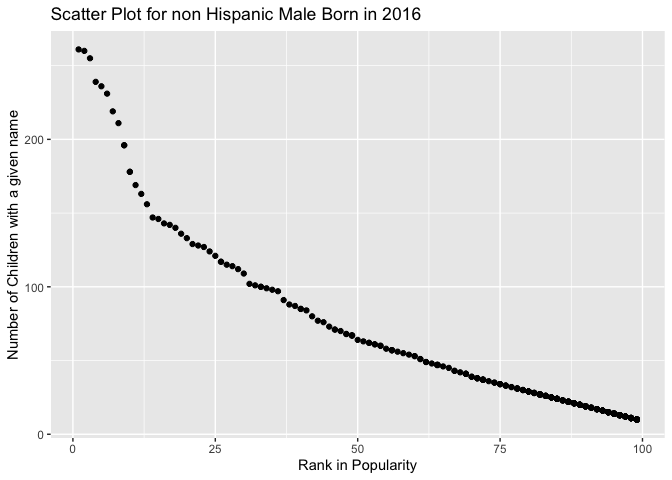 Scatter Plot for non Hispanic Male Born in 2016
Number of Children with a given name
200
100
0
0 25 50 75 100
Rank in Popularity